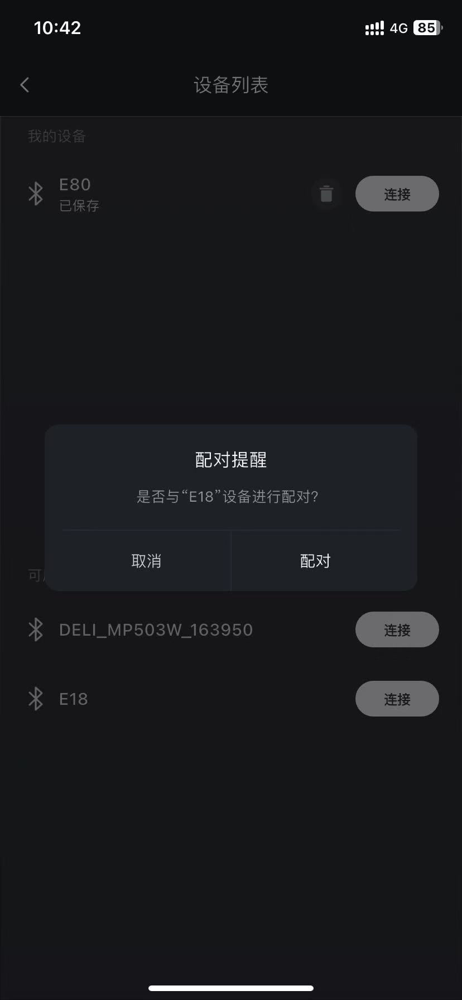 10:42
4G 85
设备列表
我的设备
E80
已保存
连接
配对提醒
是否与“E18”设备进行配对?
取消
配对
可
DELI_MP503W_163950
连接
E18
连接